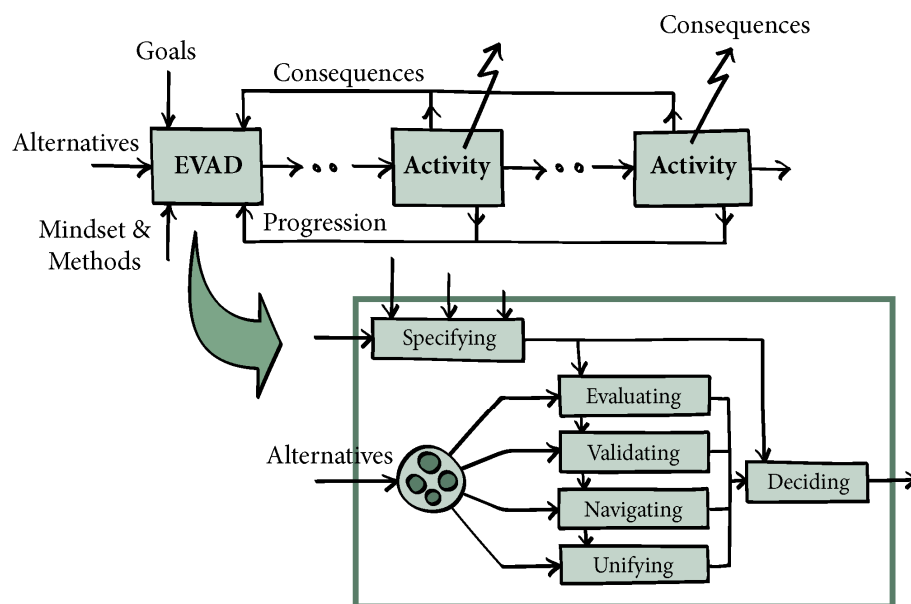 Goals
Consequences
Consequences
Alternatives
EVAD
Activity
Activity
Mindset &
Methods
Progression
Specifying
Evaluating
Validating
Alternatives
Deciding
Navigating
Unifying